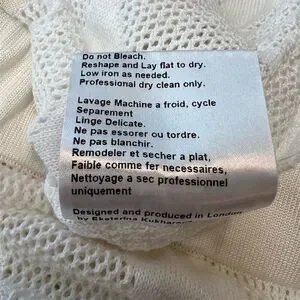 Do not Bleach.
Reshape and Lay flat to dry.
Low iron as needed.
Professional dry clean only.
Lavage Machine a froid, cycle
Separement
Linge Delicate.
Ne pas essorer ou tordre.
Ne pas blanchir.
Remodeler et secher a plat,
Faible comme fer necessaires,
Nettoyage a sec professionnel
uniquement
Designed and produced in London
by Ekaterina